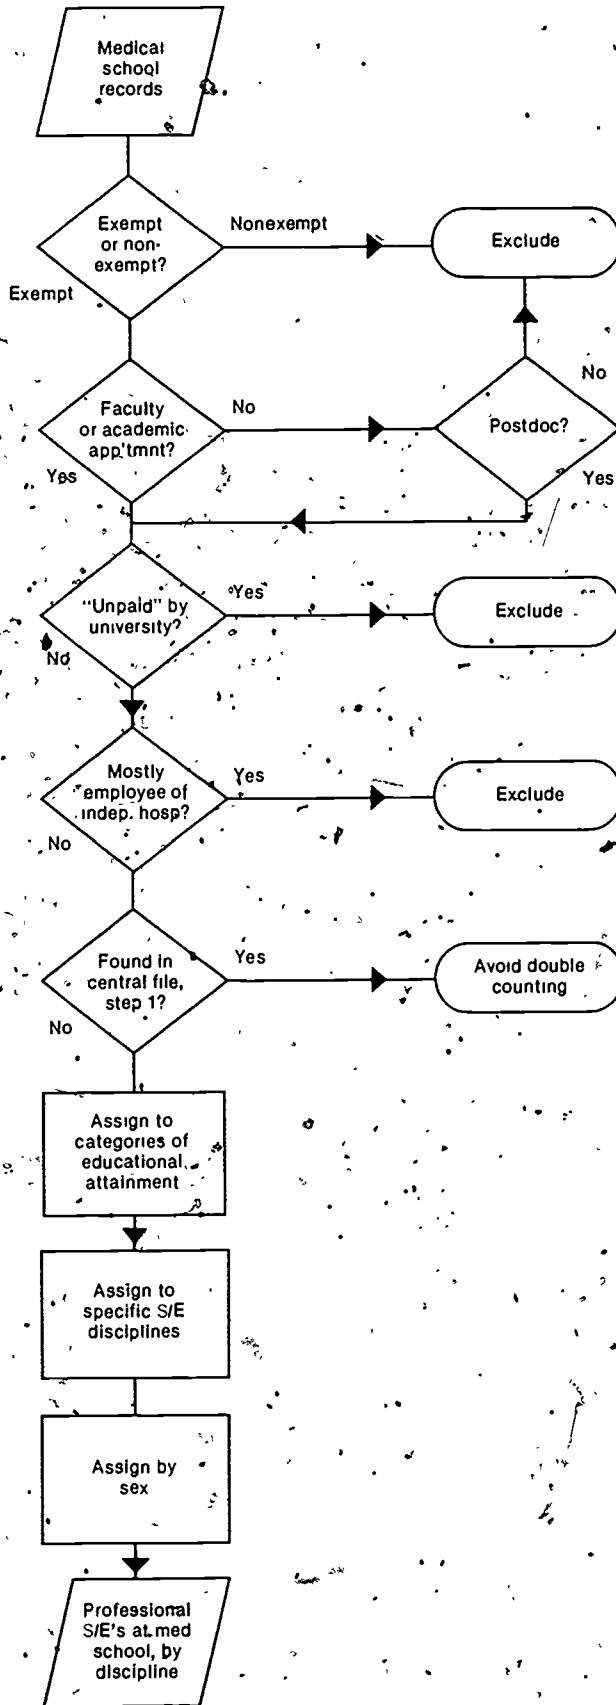 Medical
school
records
Exempt
or non-
exempt?
Nonexempt
Exclude
Exempt
Faculty
or academic
app'tmnt?
No
Postdoc?
No
Yes
Yes
"Unpaid" by
university?
Yes
Exclude
No
Mostly
employee of
indep. hosp?
Yes
Exclude
No
Found in
central file,
step 1?
Yes
Avoid double
counting
No
Assign to
categories of
educational
attainment
Assign to
specific S/E
disciplines
Assign by
sex
Professional
S/E's at med
school, by
discipline